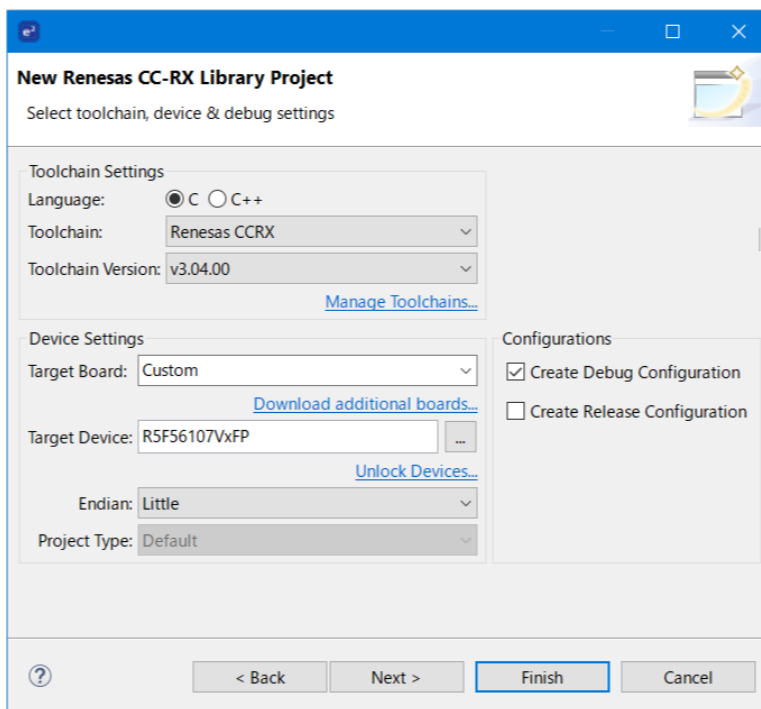 e²
New Renesas CC-RX Library Project
Select toolchain, device & debug settings
Toolchain Settings
Language: C C++
Toolchain: Renesas CCRX
Toolchain Version: v3.04.00
Manage Toolchains...
Device Settings
Target Board: Custom
Download additional boards...
Target Device: R5F56107VxFP ...
Unlock Devices...
Endian: Little
Project Type: Default
Configurations
Create Debug Configuration
Create Release Configuration
? < Back Next > Finish Cancel